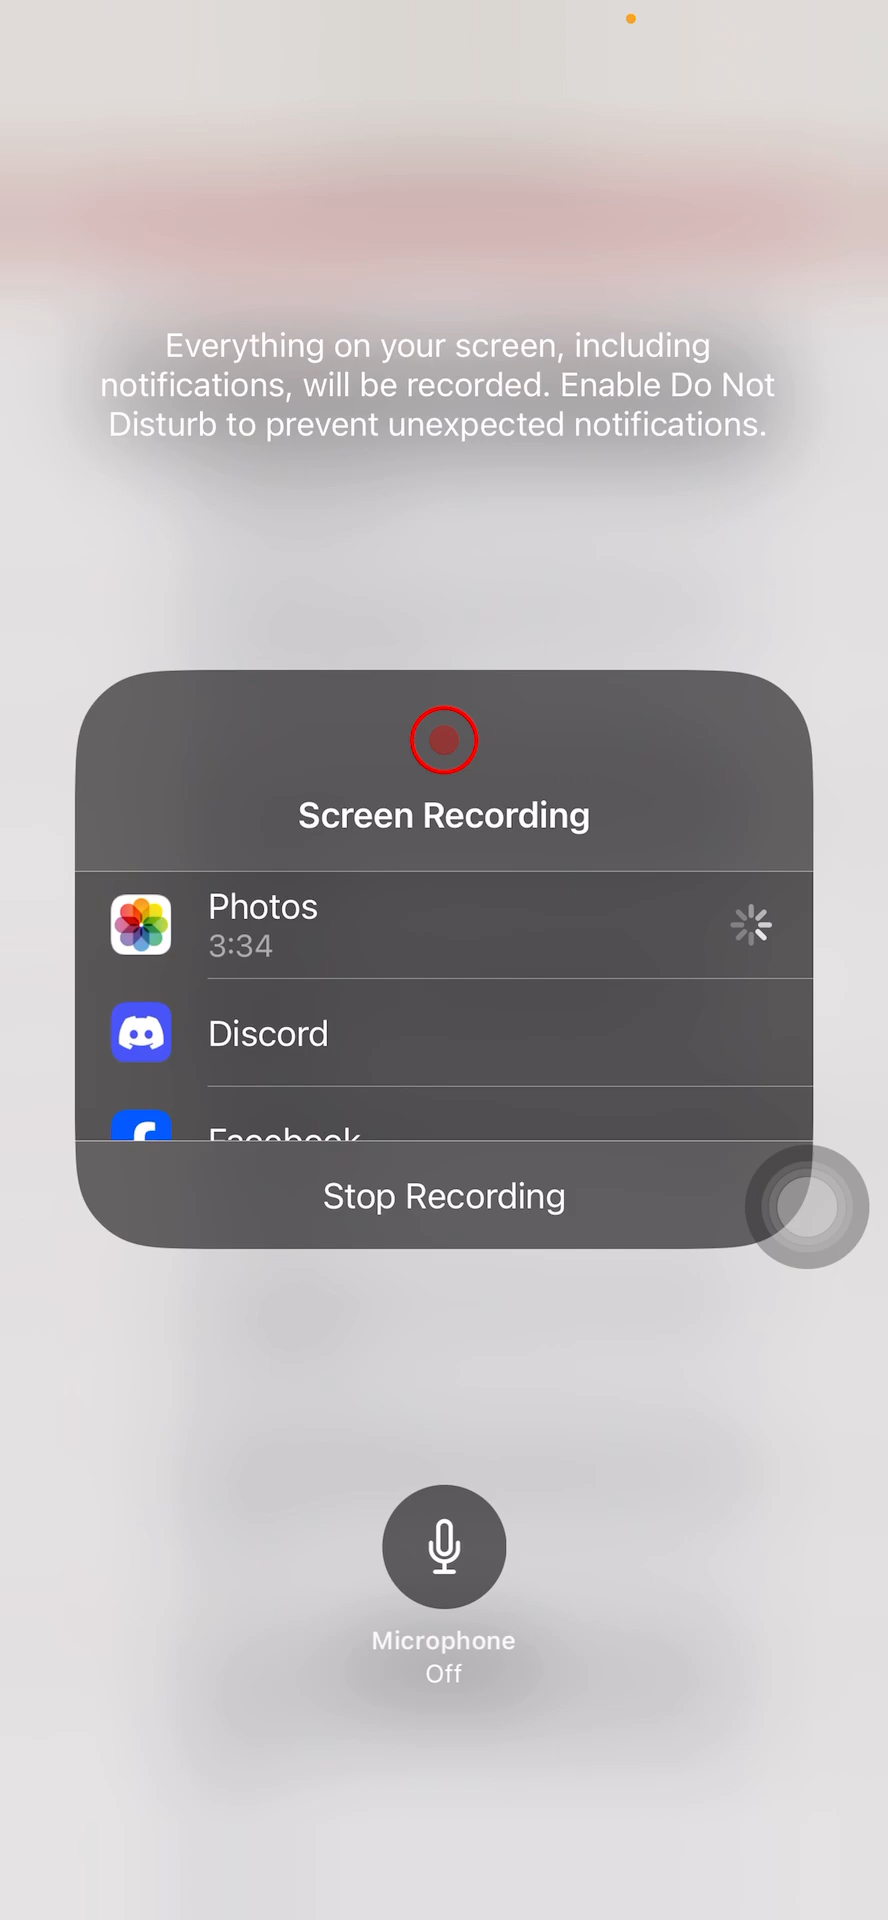 Everything on your screen, including
notifications, will be recorded. Enable Do Not
Disturb to prevent unexpected notifications.
Screen Recording
Photos
3:34
Discord
Facebook
Stop Recording
Microphone
Off